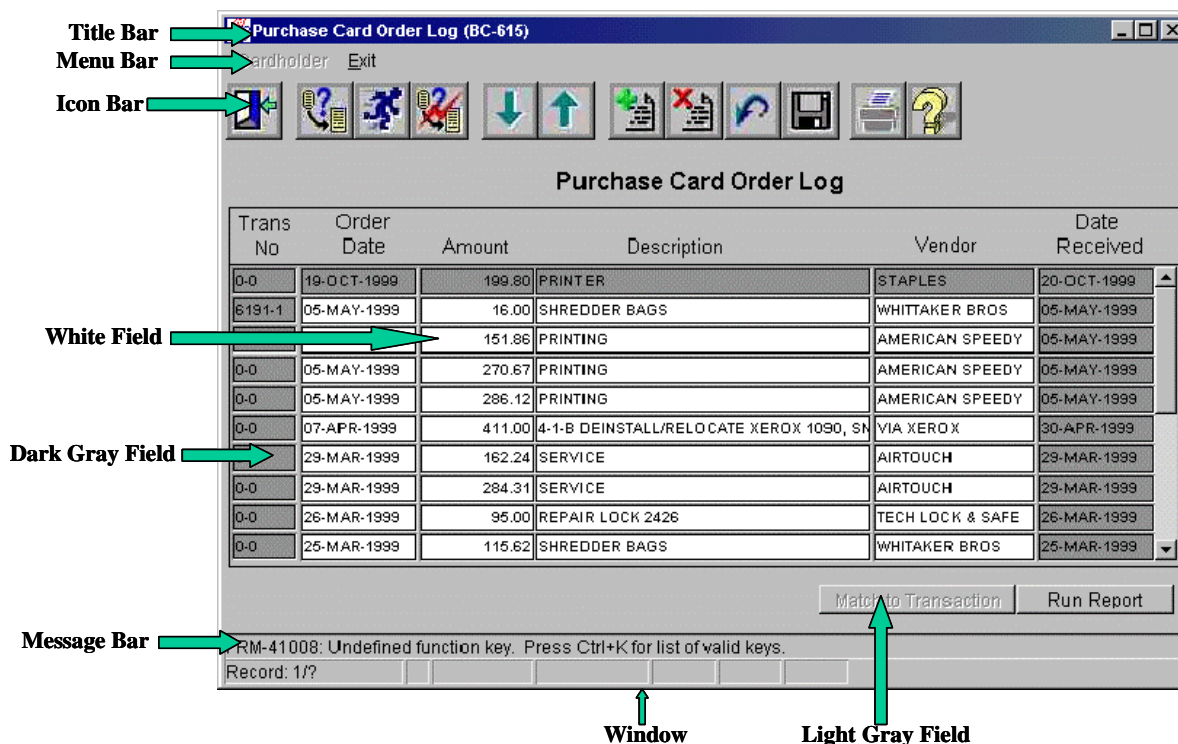 Title Bar
Purchase Card Order Log (BC-615)
Menu Bar
ardholder Exit
Icon Bar
Purchase Card Order Log
Trans No Order Date Amount Description Vendor Date Received
0-0 19-OCT-1999 199.80 PRINTER STAPLES 20-OCT-1999
6191-1 05-MAY-1999 16.00 SHREDDER BAGS WHITTAKER BROS 05-MAY-1999
White Field 151.86 PRINTING AMERICAN SPEEDY 05-MAY-1999
0-0 05-MAY-1999 270.67 PRINTING AMERICAN SPEEDY 05-MAY-1999
0-0 05-MAY-1999 286.12 PRINTING AMERICAN SPEEDY 05-MAY-1999
0-0 07-APR-1999 411.00 4-1-B DEINSTALL/RELOCATE XEROX 1090, SN VIA XEROX 30-APR-1999
Dark Gray Field 29-MAR-1999 162.24 SERVICE AIRTOUCH 29-MAR-1999
0-0 29-MAR-1999 284.31 SERVICE AIRTOUCH 29-MAR-1999
0-0 26-MAR-1999 95.00 REPAIR LOCK 2426 TECH LOCK & SAFE 26-MAR-1999
0-0 25-MAR-1999 115.62 SHREDDER BAGS WHITAKER BROS 25-MAR-1999
Match to Transaction Run Report
Message Bar
FRM-41008: Undefined function key. Press Ctrl+K for list of valid keys.
Record: 1/?
Window
Light Gray Field